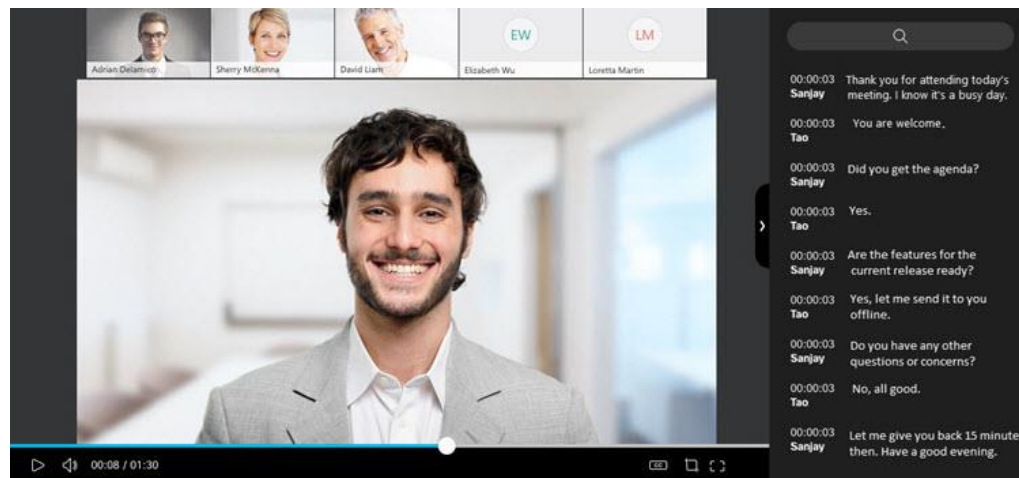 EW
LM
Adrian Delamico
Sherry McKenna
David Liam
Elizabeth Wu
Loretta Martin
00:00:03 Thank you for attending today's
Sanjay meeting. I know it's a busy day.
00:00:03 You are welcome.
Tao
00:00:03 Did you get the agenda?
Sanjay
00:00:03 Yes.
Tao
00:00:03 Are the features for the
Sanjay current release ready?
00:00:03 Yes, let me send it to you
Tao offline.
00:00:03 Do you have any other
Sanjay questions or concerns?
00:00:03 No, all good.
Tao
00:00:03 Let me give you back 15 minute
Sanjay then. Have a good evening.
00:08 / 01:30
CC